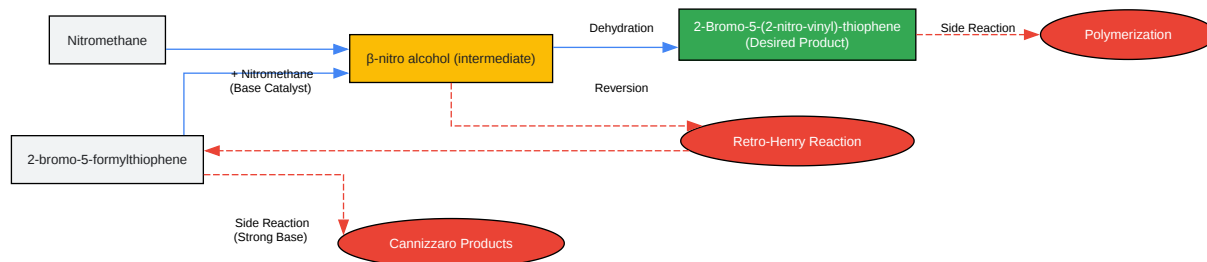 Nitromethane
Dehydration
2-Bromo-5-(2-nitro-vinyl)-thiophene
(Desired Product)
Side Reaction
Polymerization
β-nitro alcohol (intermediate)
+ Nitromethane
(Base Catalyst)
Reversion
Retro-Henry Reaction
2-bromo-5-formylthiophene
Side Reaction
(Strong Base)
Cannizzaro Products